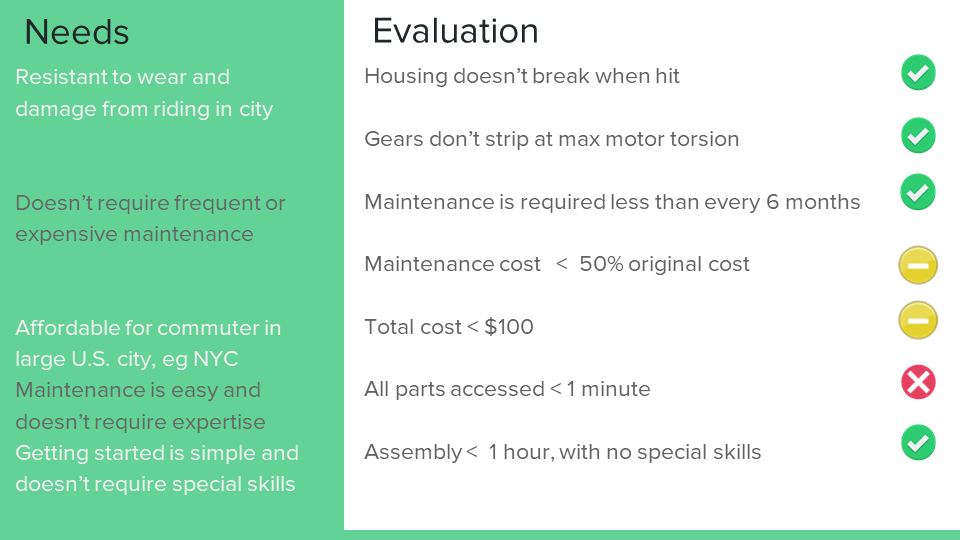 Needs
Resistant to wear and
damage from riding in city
Doesn’t require frequent or
expensive maintenance
Affordable for commuter in
large U.S. city, eg NYC
Maintenance is easy and
doesn’t require expertise
Getting started is simple and
doesn’t require special skills
Evaluation
Housing doesn’t break when hit
Gears don’t strip at max motor torsion
Maintenance is required less than every 6 months
Maintenance cost < 50% original cost
Total cost < $100
All parts accessed < 1 minute
Assembly < 1 hour, with no special skills